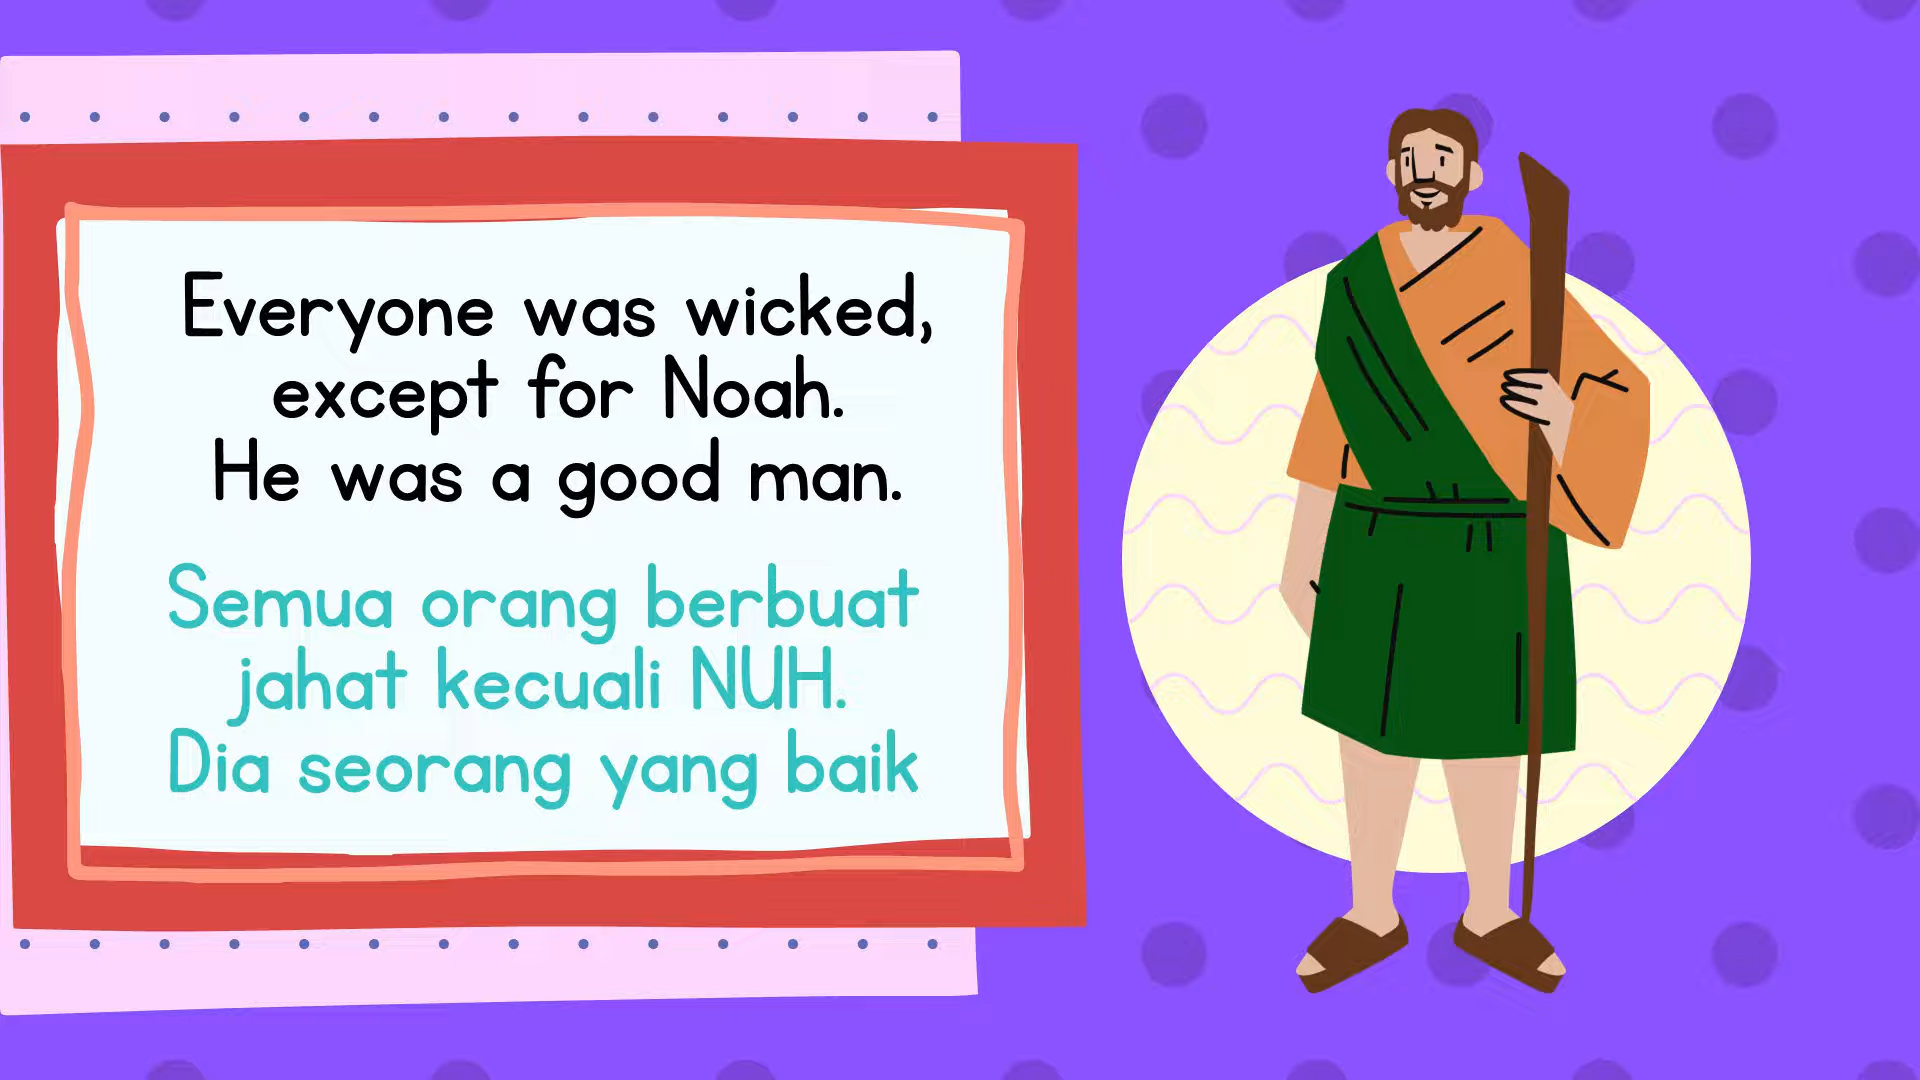 Everyone was wicked,
except for Noah.
He was a good man.
Semua orang berbuat
jahat kecuali NUH.
Dia seorang yang baik